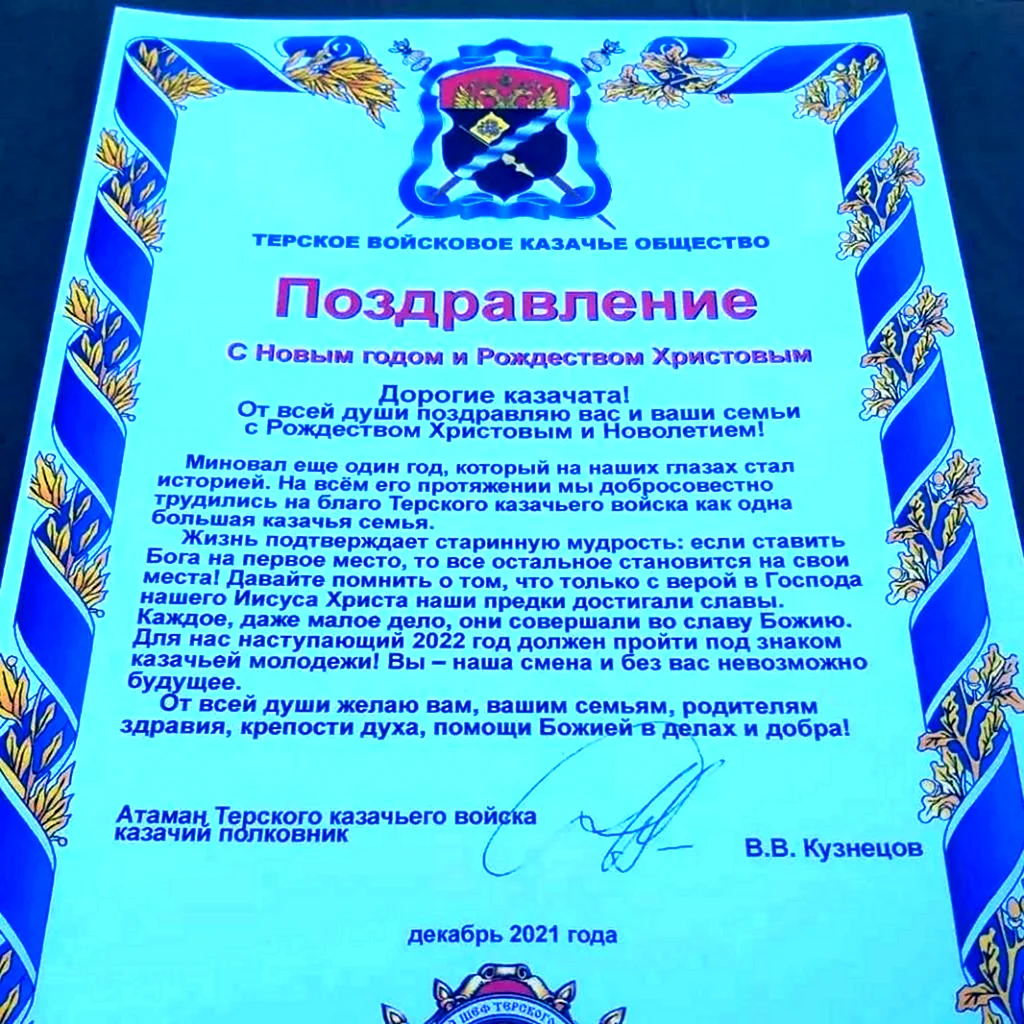 ТЕРСКОЕ ВОЙСКОВОЕ КАЗАЧЬЕ ОБЩЕСТВО
Поздравление
С Новым годом и Рождеством Христовым
Дорогие казачата!
От всей души поздравляю вас и ваши семьи
с Рождеством Христовым и Новолетием!
Миновал еще один год, который на наших глазах стал
историей. На всём его протяжении мы добросовестно
трудились на благо Терского казачьего войска как одна
большая казачья семья.
Жизнь подтверждает старинную мудрость: если ставить
Бога на первое место, то все остальное становится на свои
места! Давайте помнить о том, что только с верой в Господа
нашего Иисуса Христа наши предки достигали славы.
Каждое, даже малое дело, они совершали во славу Божию.
Для нас наступающий 2022 год должен пройти под знаком
казачьей молодежи! Вы – наша смена и без вас невозможно
будущее.
От всей души желаю вам, вашим семьям, родителям
здравия, крепости духа, помощи Божией в делах и добра!
Атаман Терского казачьего войска
казачий полковник
В.В. Кузнецов
декабрь 2021 года
ШЕФ ТЕРСКОГО